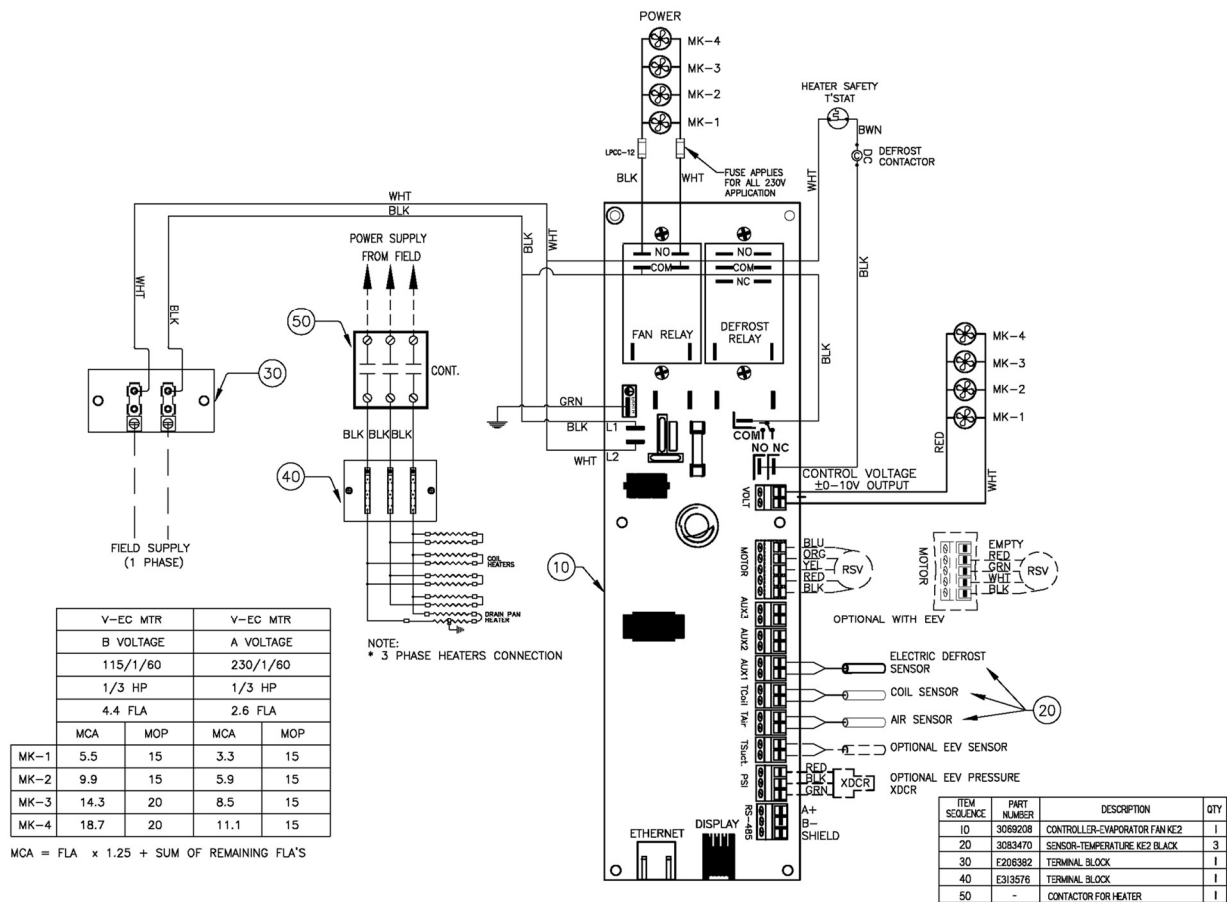 POWER
MK-4
MK-3
MK-2
MK-1
LPCC-12
FUSE APPLIES
FOR ALL 230V
APPLICATION
BLK
WHT
HEATER SAFETY
T'STAT
BWN
DC
DEFROST
CONTACTOR
WHT
BLK
WHT
BLK
BLK
WHT
WHT
BLK
POWER SUPPLY
FROM FIELD
50
CONT.
30
BLK BLK BLK
40
FIELD SUPPLY
(1 PHASE)
COIL
HEATERS
DRAIN PAN
HEATER
NOTE:
* 3 PHASE HEATERS CONNECTION
NO
COM
FAN RELAY
NO
COM
NC
DEFROST
RELAY
BLK
GRN
BLK
L1
WHT
L2
COM
NO NC
MK-4
MK-3
MK-2
MK-1
RED
WHT
CONTROL VOLTAGE
±0-10V OUTPUT
VOLT
10
MOTOR
BLU
ORG
YEL
RED
BLK
RSV
MOTOR
EMPTY
RED
GRN
WHT
BLK
RSV
OPTIONAL WITH EEV
AUX3
AUX2
AUX1
ELECTRIC DEFROST
SENSOR
TCoil
COIL SENSOR
TAir
AIR SENSOR
20
TSuct.
OPTIONAL EEV SENSOR
PSI
RED
BLK
GRN
XDCR
OPTIONAL EEV PRESSURE
XDCR
RS-485
A+
B-
SHIELD
ETHERNET
DISPLAY
V-EC MTR V-EC MTR
B VOLTAGE A VOLTAGE
115/1/60 230/1/60
1/3 HP 1/3 HP
4.4 FLA 2.6 FLA
MCA MOP MCA MOP
MK-1 5.5 15 3.3 15
MK-2 9.9 15 5.9 15
MK-3 14.3 20 8.5 15
MK-4 18.7 20 11.1 15
MCA = FLA x 1.25 + SUM OF REMAINING FLA'S
ITEM SEQUENCE PART NUMBER DESCRIPTION QTY
10 3069208 CONTROLLER-EVAPORATOR FAN KE2 1
20 3083470 SENSOR-TEMPERATURE KE2 BLACK 3
30 E206382 TERMINAL BLOCK 1
40 E313576 TERMINAL BLOCK 1
50 - CONTACTOR FOR HEATER 1